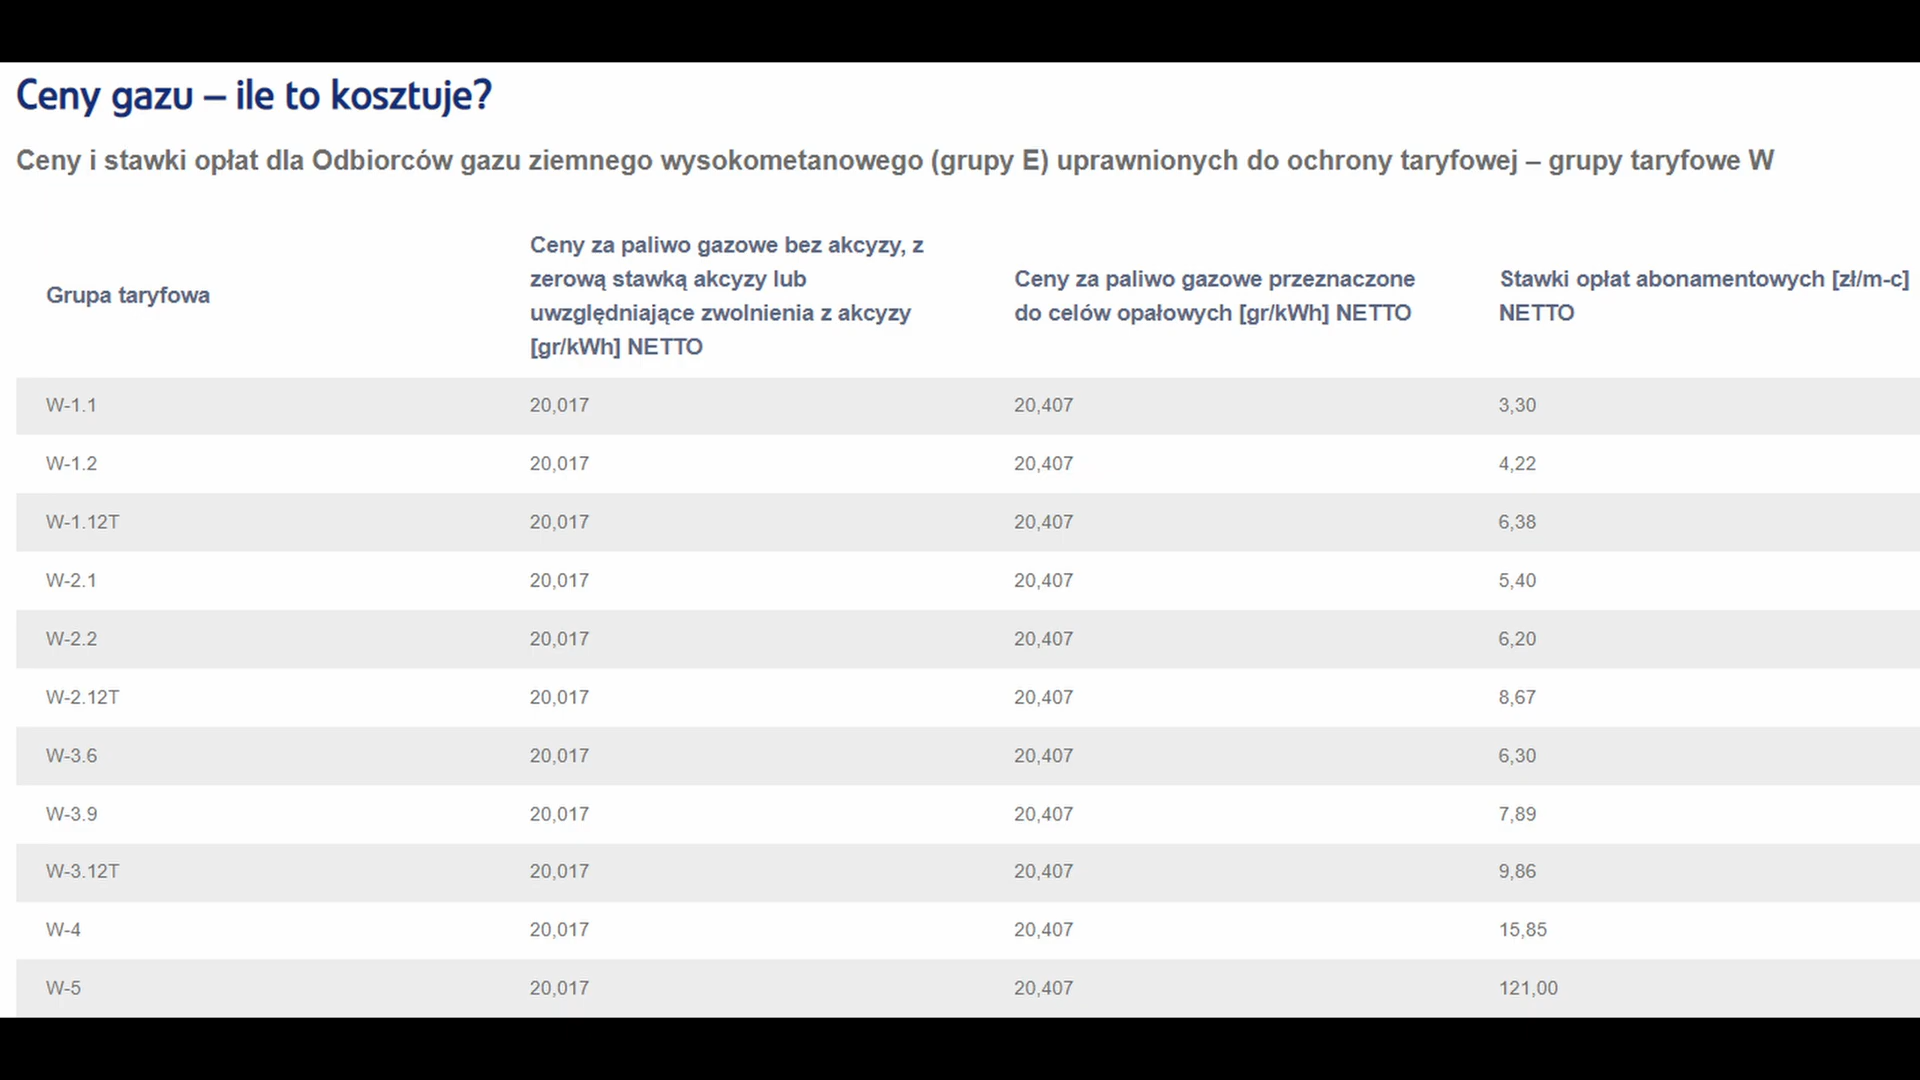 Ceny gazu – ile to kosztuje?
Ceny i stawki opłat dla Odbiorców gazu ziemnego wysokometanowego (grupy E) uprawnionych do ochrony taryfowej – grupy taryfowe W
Grupa taryfowa
Ceny za paliwo gazowe bez akcyzy, z
zerową stawką akcyzy lub
uwzględniające zwolnienia z akcyzy
[gr/kWh] NETTO
Ceny za paliwo gazowe przeznaczone
do celów opałowych [gr/kWh] NETTO
Stawki opłat abonamentowych [zł/m-c]
NETTO
W-1.1 20,017 20,407 3,30
W-1.2 20,017 20,407 4,22
W-1.12T 20,017 20,407 6,38
W-2.1 20,017 20,407 5,40
W-2.2 20,017 20,407 6,20
W-2.12T 20,017 20,407 8,67
W-3.6 20,017 20,407 6,30
W-3.9 20,017 20,407 7,89
W-3.12T 20,017 20,407 9,86
W-4 20,017 20,407 15,85
W-5 20,017 20,407 121,00